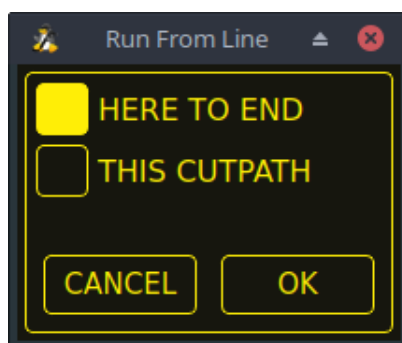 Run From Line
HERE TO END
THIS CUTPATH
CANCEL OK